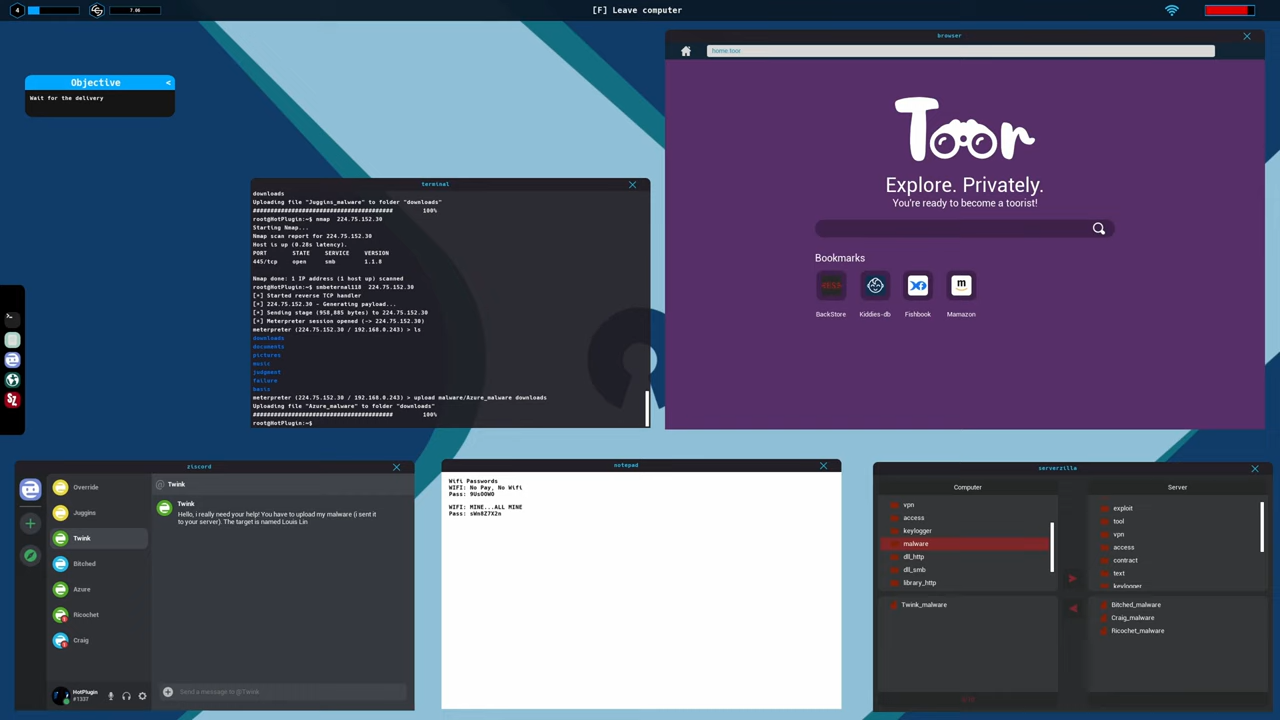 4
7.06
[F] Leave computer
Objective
<
Wait for the delivery
browser
home.toor
Toor
Explore. Privately.
You're ready to become a toorist!
Bookmarks
BackStore
Kiddies-db
Fishbook
Mamazon
terminal
downloads
Uploading file "Juggins_malware" to folder "downloads"
##################################### 100%
root@HotPlugin:~$ nmap 224.75.152.30
Starting Nmap...
Nmap scan report for 224.75.152.30
Host is up (0.28s latency).
PORT STATE SERVICE VERSION
445/tcp open smb 1.1.8
Nmap done: 1 IP address (1 host up) scanned
root@HotPlugin:~$ smbeternal118 224.75.152.30
[*] Started reverse TCP handler
[*] 224.75.152.30 - Generating payload...
[*] Sending stage (958,885 bytes) to 224.75.152.30
[*] Meterpreter session opened (-> 224.75.152.30)
meterpreter (224.75.152.30 / 192.168.0.243) > ls
downloads
documents
pictures
music
judgment
failure
basis
meterpreter (224.75.152.30 / 192.168.0.243) > upload malware/Azure_malware downloads
Uploading file "Azure_malware" to folder "downloads"
##################################### 100%
root@HotPlugin:~$
ziscord
Override
Juggins
Twink
Bitched
Azure
Ricochet
Craig
HotPlugin
#1337
@ Twink
Twink
Hello, i really need your help! You have to upload my malware (i sent it
to your server). The target is named Louis Lin
Send a message to @Twink
notepad
Wifi Passwords
WIFI: No Pay, No Wifi
Pass: 9UsOOWO
WIFI: MINE...ALL MINE
Pass: sWn8Z7X2n
serverzilla
Computer
vpn
access
keylogger
malware
dll_http
dll_smb
library_http
Twink_malware
Server
exploit
tool
vpn
access
contract
text
keylogger
Bitched_malware
Craig_malware
Ricochet_malware